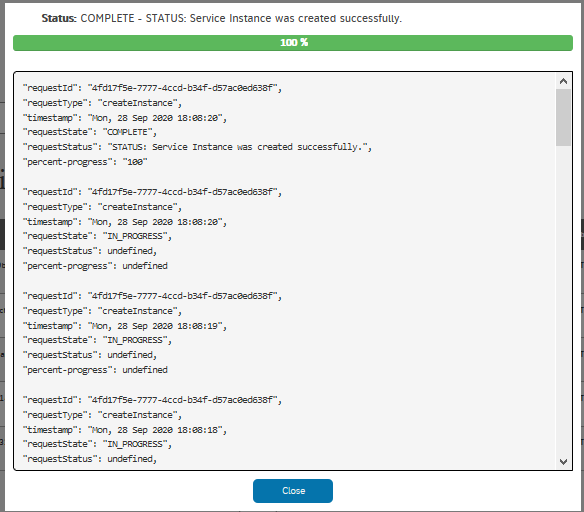 Status: COMPLETE - STATUS: Service Instance was created successfully.
100 %
"requestId": "4fd17f5e-7777-4ccd-b34f-d57ac0ed638f",
"requestType": "createInstance",
"timestamp": "Mon, 28 Sep 2020 18:08:20",
"requestState": "COMPLETE",
"requestStatus": "STATUS: Service Instance was created successfully.",
"percent-progress": "100"
"requestId": "4fd17f5e-7777-4ccd-b34f-d57ac0ed638f",
"requestType": "createInstance",
"timestamp": "Mon, 28 Sep 2020 18:08:20",
"requestState": "IN_PROGRESS",
"requestStatus": undefined,
"percent-progress": undefined
"requestId": "4fd17f5e-7777-4ccd-b34f-d57ac0ed638f",
"requestType": "createInstance",
"timestamp": "Mon, 28 Sep 2020 18:08:19",
"requestState": "IN_PROGRESS",
"requestStatus": undefined,
"percent-progress": undefined
"requestId": "4fd17f5e-7777-4ccd-b34f-d57ac0ed638f",
"requestType": "createInstance",
"timestamp": "Mon, 28 Sep 2020 18:08:18",
"requestState": "IN_PROGRESS",
"requestStatus": undefined,
Close